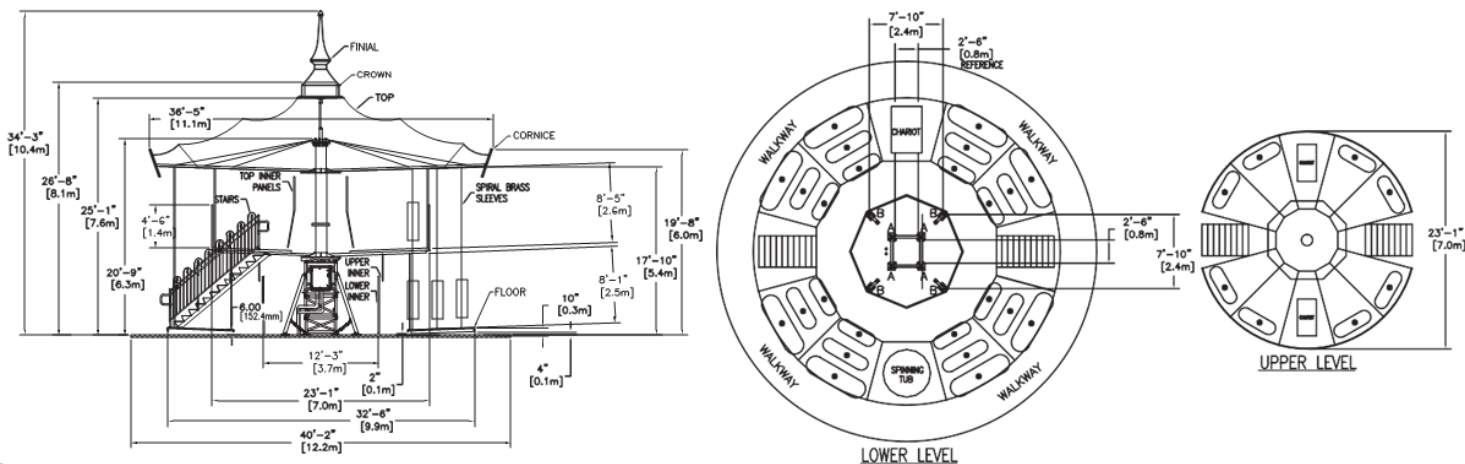 FINIAL
CROWN
TOP
36'-5"
[11.1m]
CORNICE
34'-3"
[10.4m]
26'-8"
[8.1m]
25'-1"
[7.6m]
20'-9"
[6.3m]
TOP INNER
PANELS
STAIRS
SPIRAL BRASS
SLEEVES
4'-6"
[1.4m]
8'-5"
[2.6m]
19'-8"
[6.0m]
17'-10"
[5.4m]
UPPER
INNER
LOWER
INNER
8'-1"
[2.5m]
FLOOR
6.00
[152.4mm]
10"
[0.3m]
12'-3"
[3.7m]
2"
[0.1m]
4"
[0.1m]
23'-1"
[7.0m]
32'-6"
[9.9m]
40'-2"
[12.2m]
7'-10"
[2.4m]
2'-6"
[0.8m]
REFERENCE
WALKWAY
CHARIOT
WALKWAY
B
B
A
A
A
A
B
B
2'-6"
[0.8m]
7'-10"
[2.4m]
WALKWAY
SPINNING
TUB
WALKWAY
LOWER LEVEL
23'-1"
[7.0m]
UPPER LEVEL